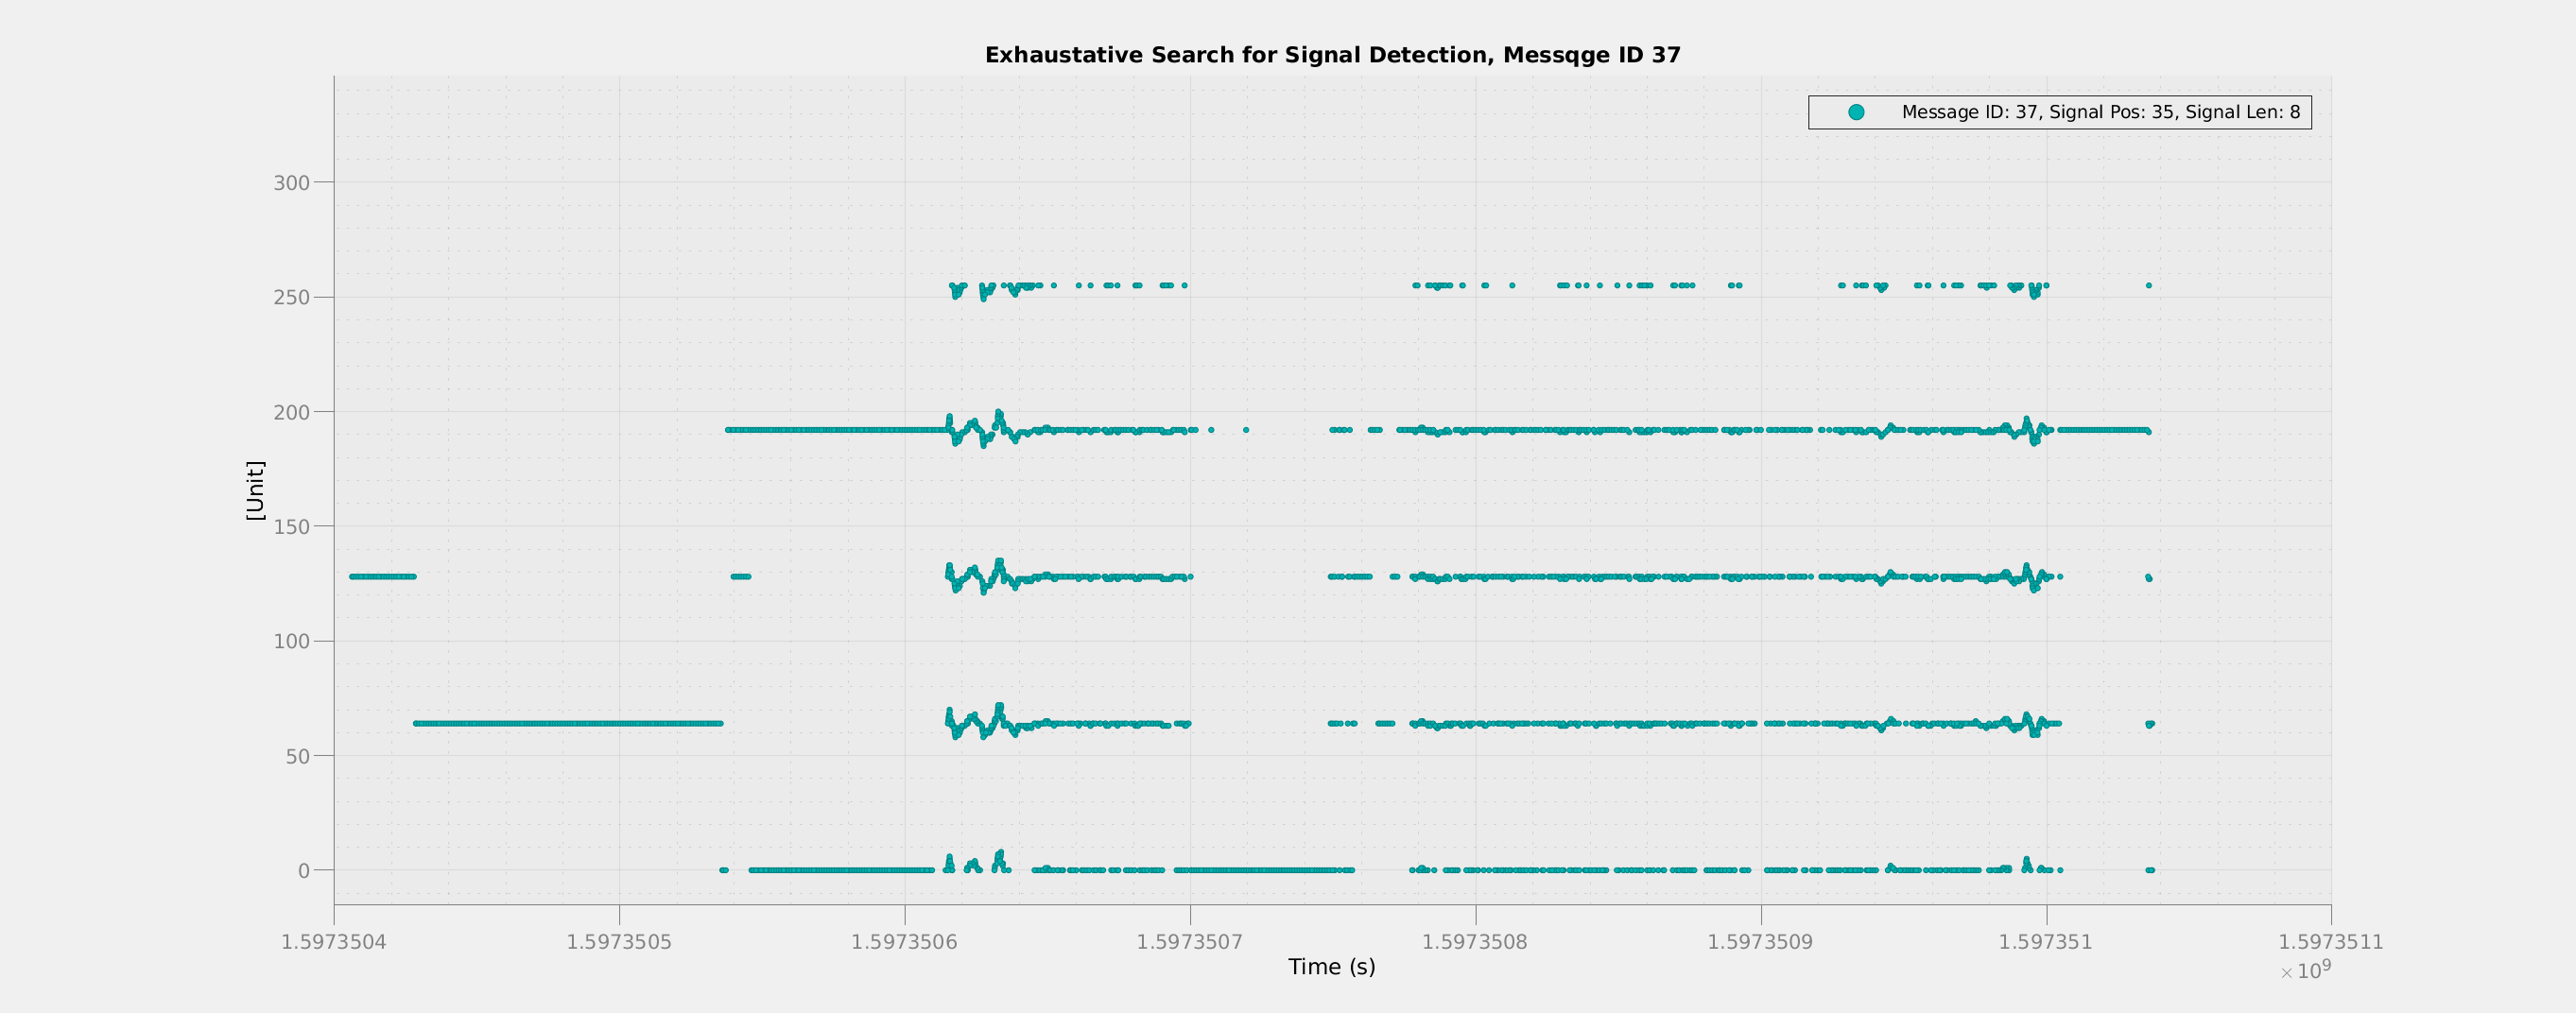 Exhaustative Search for Signal Detection, Messqge ID 37
Message ID: 37, Signal Pos: 35, Signal Len: 8
300
250
200
150
100
50
0
[Unit]
1.5973504 1.5973505 1.5973506 1.5973507 1.5973508 1.5973509 1.597351 1.5973511
Time (s)
× 10⁹